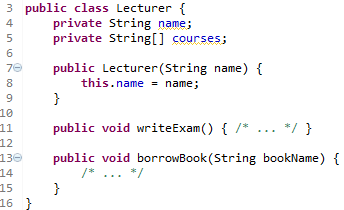 3 public class Lecturer {
4     private String name;
5     private String[] courses;
6
7     public Lecturer(String name) {
8         this.name = name;
9     }
10
11     public void writeExam() { /* ... */ }
12
13     public void borrowBook(String bookName) {
14         /* ... */
15     }
16 }